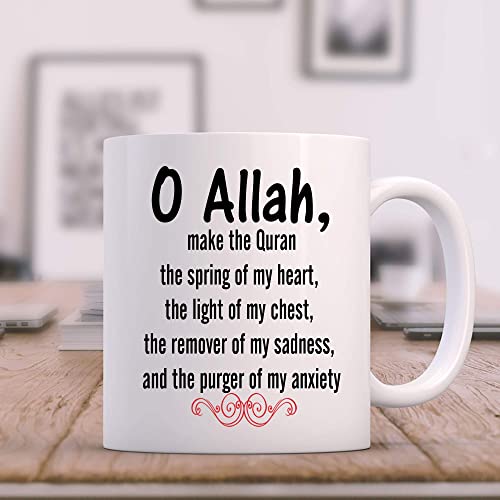 O Allah,
make the Quran
the spring of my heart,
the light of my chest,
the remover of my sadness,
and the purger of my anxiety